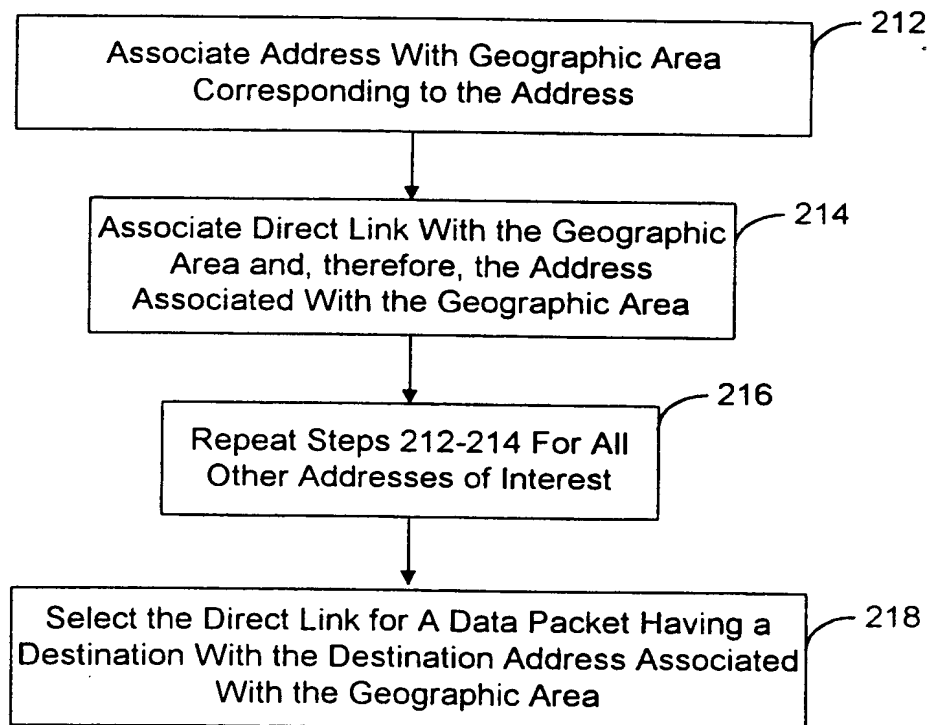 212
Associate Address With Geographic Area
Corresponding to the Address
214
Associate Direct Link With the Geographic
Area and, therefore, the Address
Associated With the Geographic Area
216
Repeat Steps 212-214 For All
Other Addresses of Interest
218
Select the Direct Link for A Data Packet Having a
Destination With the Destination Address Associated
With the Geographic Area